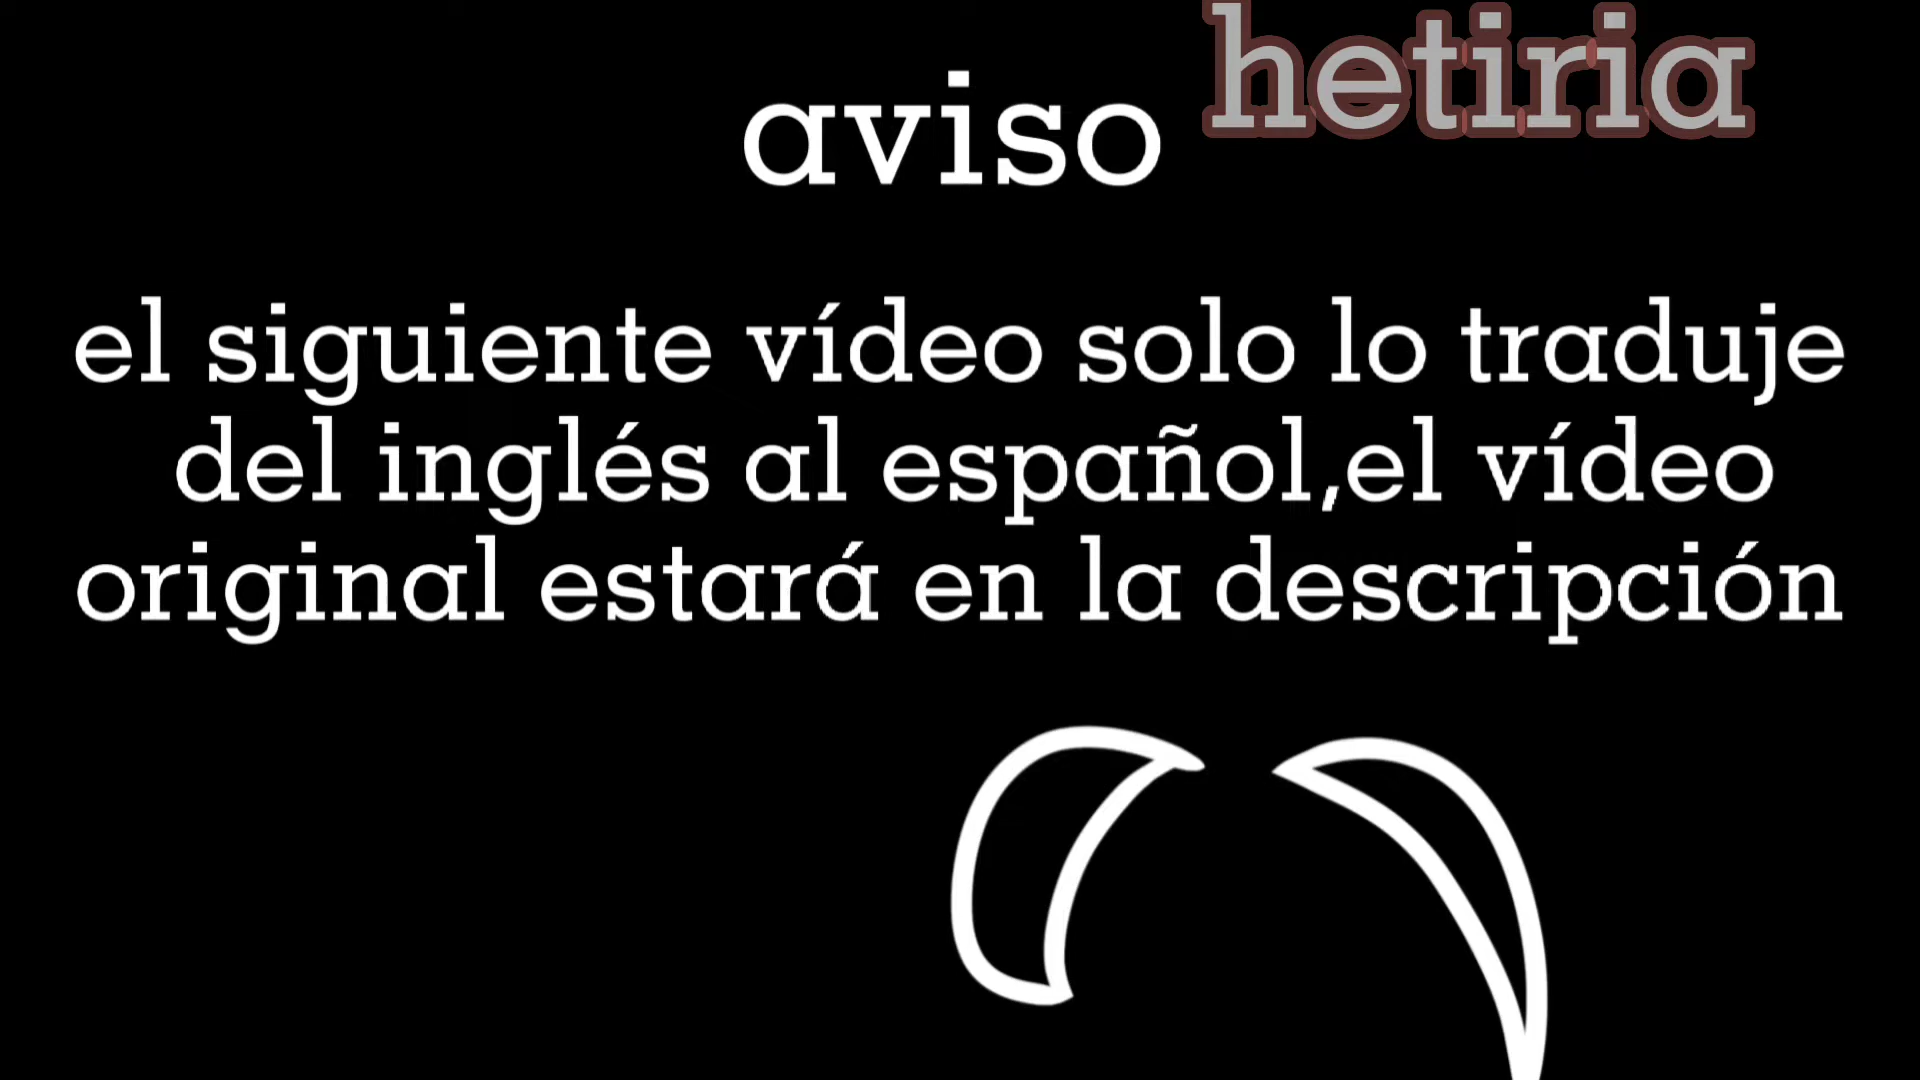 hetiria
aviso
el siguiente vídeo solo lo traduje
del inglés al español,el vídeo
original estará en la descripción